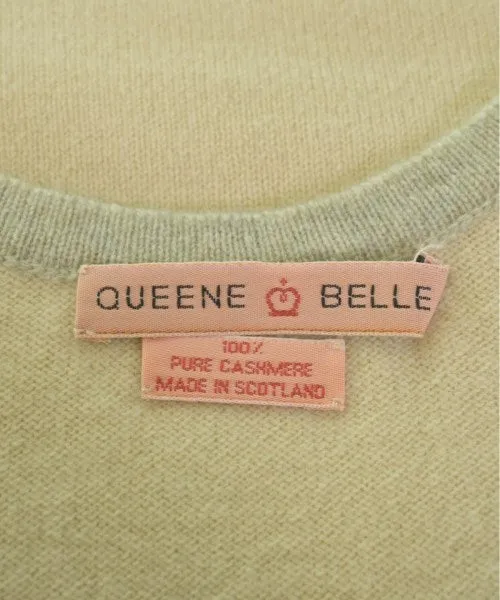 QUEENE BELLE
100%
PURE CASHMERE
MADE IN SCOTLAND